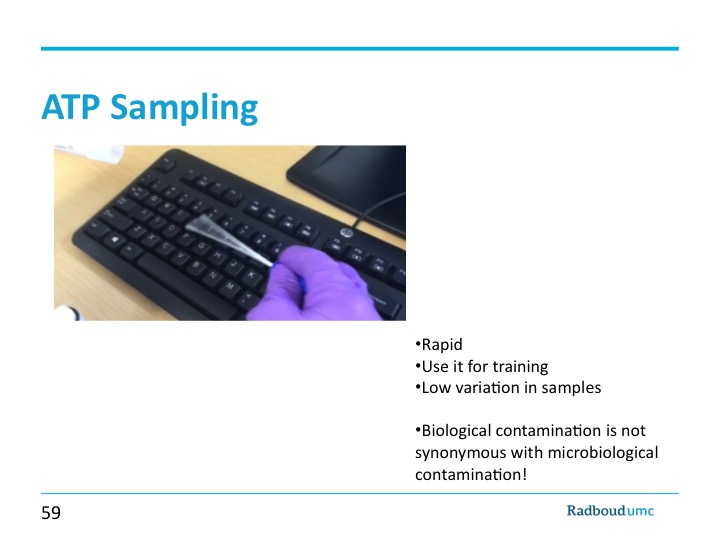 ATP Sampling
•Rapid
•Use it for training
•Low variation in samples
•Biological contamination is not
synonymous with microbiological
contamination!
59
Radboudumc